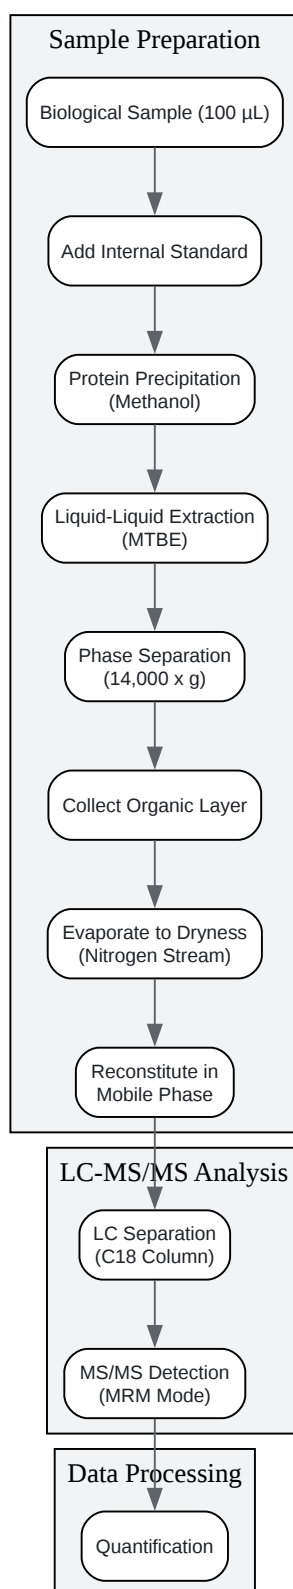 Sample Preparation
Biological Sample (100 µL)
Add Internal Standard
Protein Precipitation
(Methanol)
Liquid-Liquid Extraction
(MTBE)
Phase Separation
(14,000 x g)
Collect Organic Layer
Evaporate to Dryness
(Nitrogen Stream)
Reconstitute in
Mobile Phase
LC-MS/MS Analysis
LC Separation
(C18 Column)
MS/MS Detection
(MRM Mode)
Data Processing
Quantification